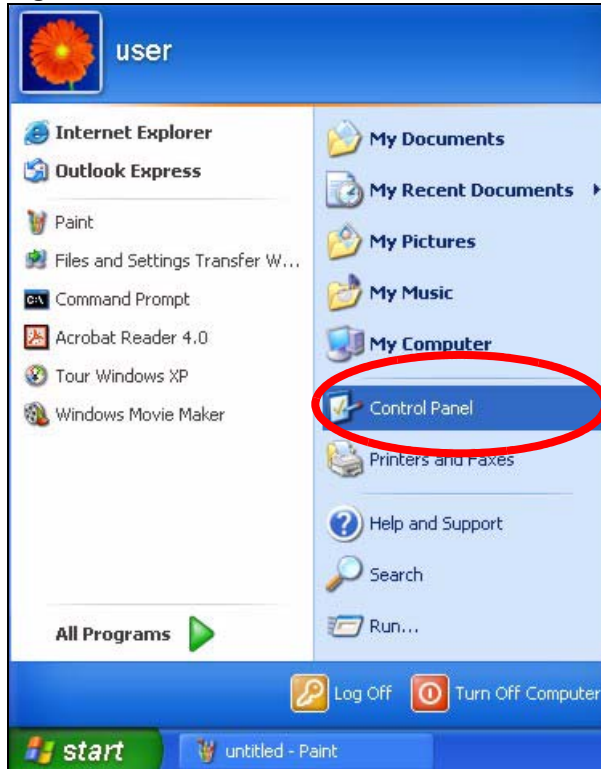 user
Internet Explorer
Outlook Express
Paint
Files and Settings Transfer W...
Command Prompt
Acrobat Reader 4.0
Tour Windows XP
Windows Movie Maker
All Programs
My Documents
My Recent Documents
My Pictures
My Music
My Computer
Control Panel
Printers and Faxes
Help and Support
Search
Run...
Log Off
Turn Off Computer
start
untitled - Paint